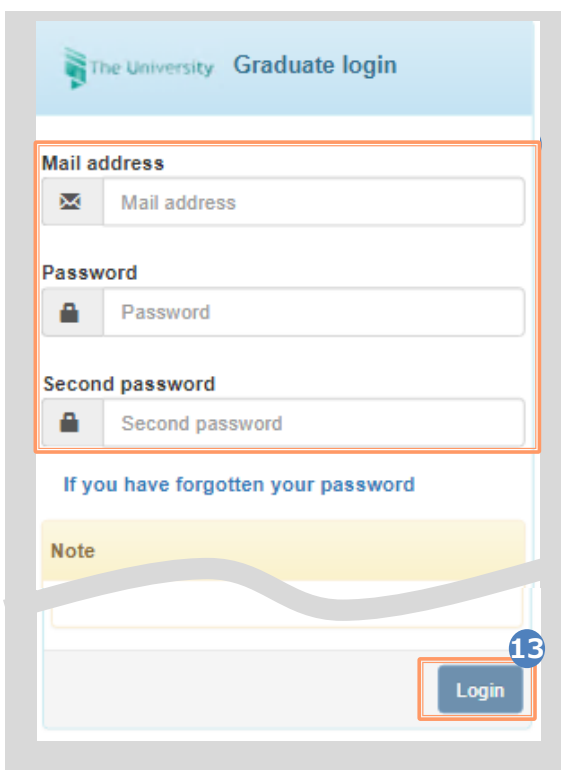 The University Graduate login
Mail address
Mail address
Password
Password
Second password
Second password
If you have forgotten your password
Note
13
Login